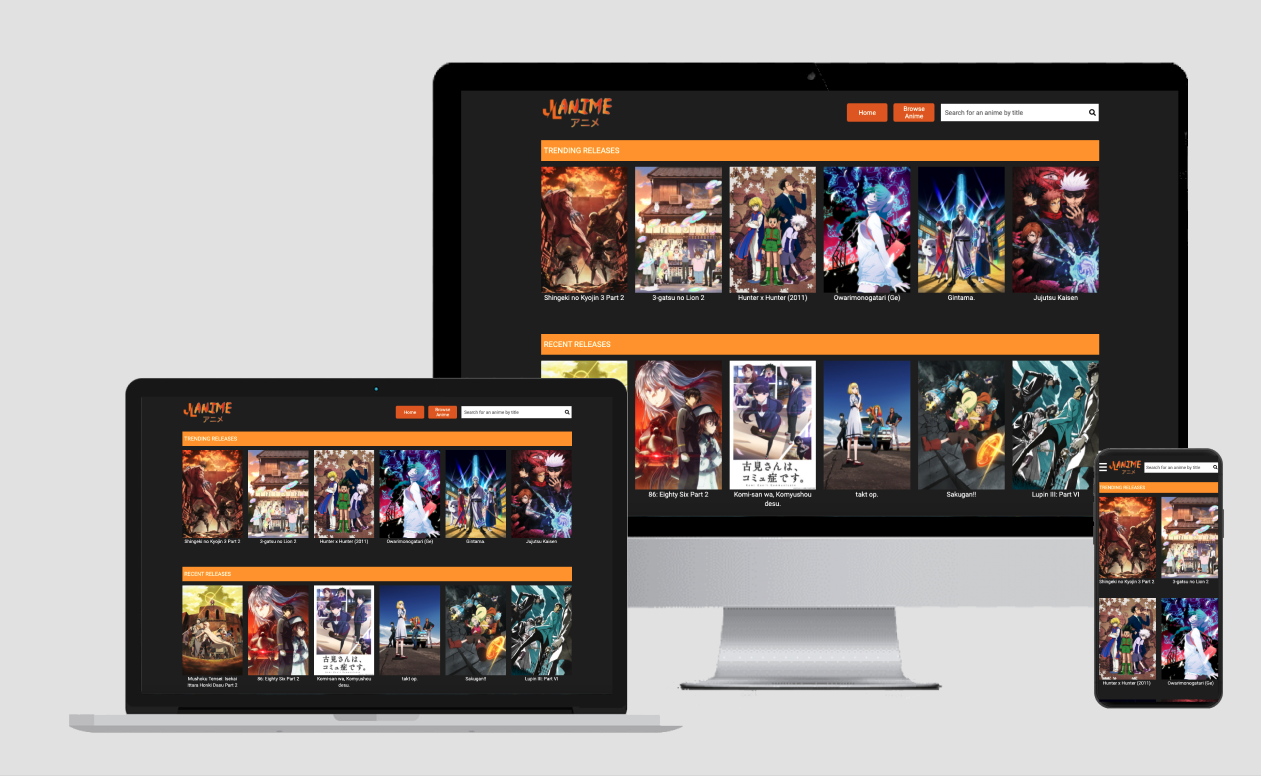 JLANIME
アニメ
Home
Browse
Anime
Search for an anime by title
TRENDING RELEASES
Shingeki no Kyojin 3 Part 2
3-gatsu no Lion 2
Hunter x Hunter (2011)
Owarimonogatari (Ge)
Gintama.
Jujutsu Kaisen
RECENT RELEASES
古見さんは、
コミュ症です。
86: Eighty Six Part 2
Komi-san wa, Komyushou
desu.
takt op.
Sakugan!!
Lupin III: Part VI
JLANIME
アニメ
Home
Browse
Anime
Search for an anime by title
TRENDING RELEASES
Shingeki no Kyojin 3 Part 2
3-gatsu no Lion 2
Hunter x Hunter (2011)
Owarimonogatari (Ge)
Gintama.
Jujutsu Kaisen
RECENT RELEASES
古見さんは、
コミュ症です。
Mushoku Tensei: Isekai
Ittara Honki Dasu Part 2
86: Eighty Six Part 2
Komi-san wa, Komyushou
desu.
takt op.
Sakugan!!
Lupin III: Part VI
JLANIME
アニメ
Search for an anime by title
TRENDING RELEASES
Shingeki no Kyojin 3 Part 2
3-gatsu no Lion 2
Hunter x Hunter (2011)
Owarimonogatari (Ge)